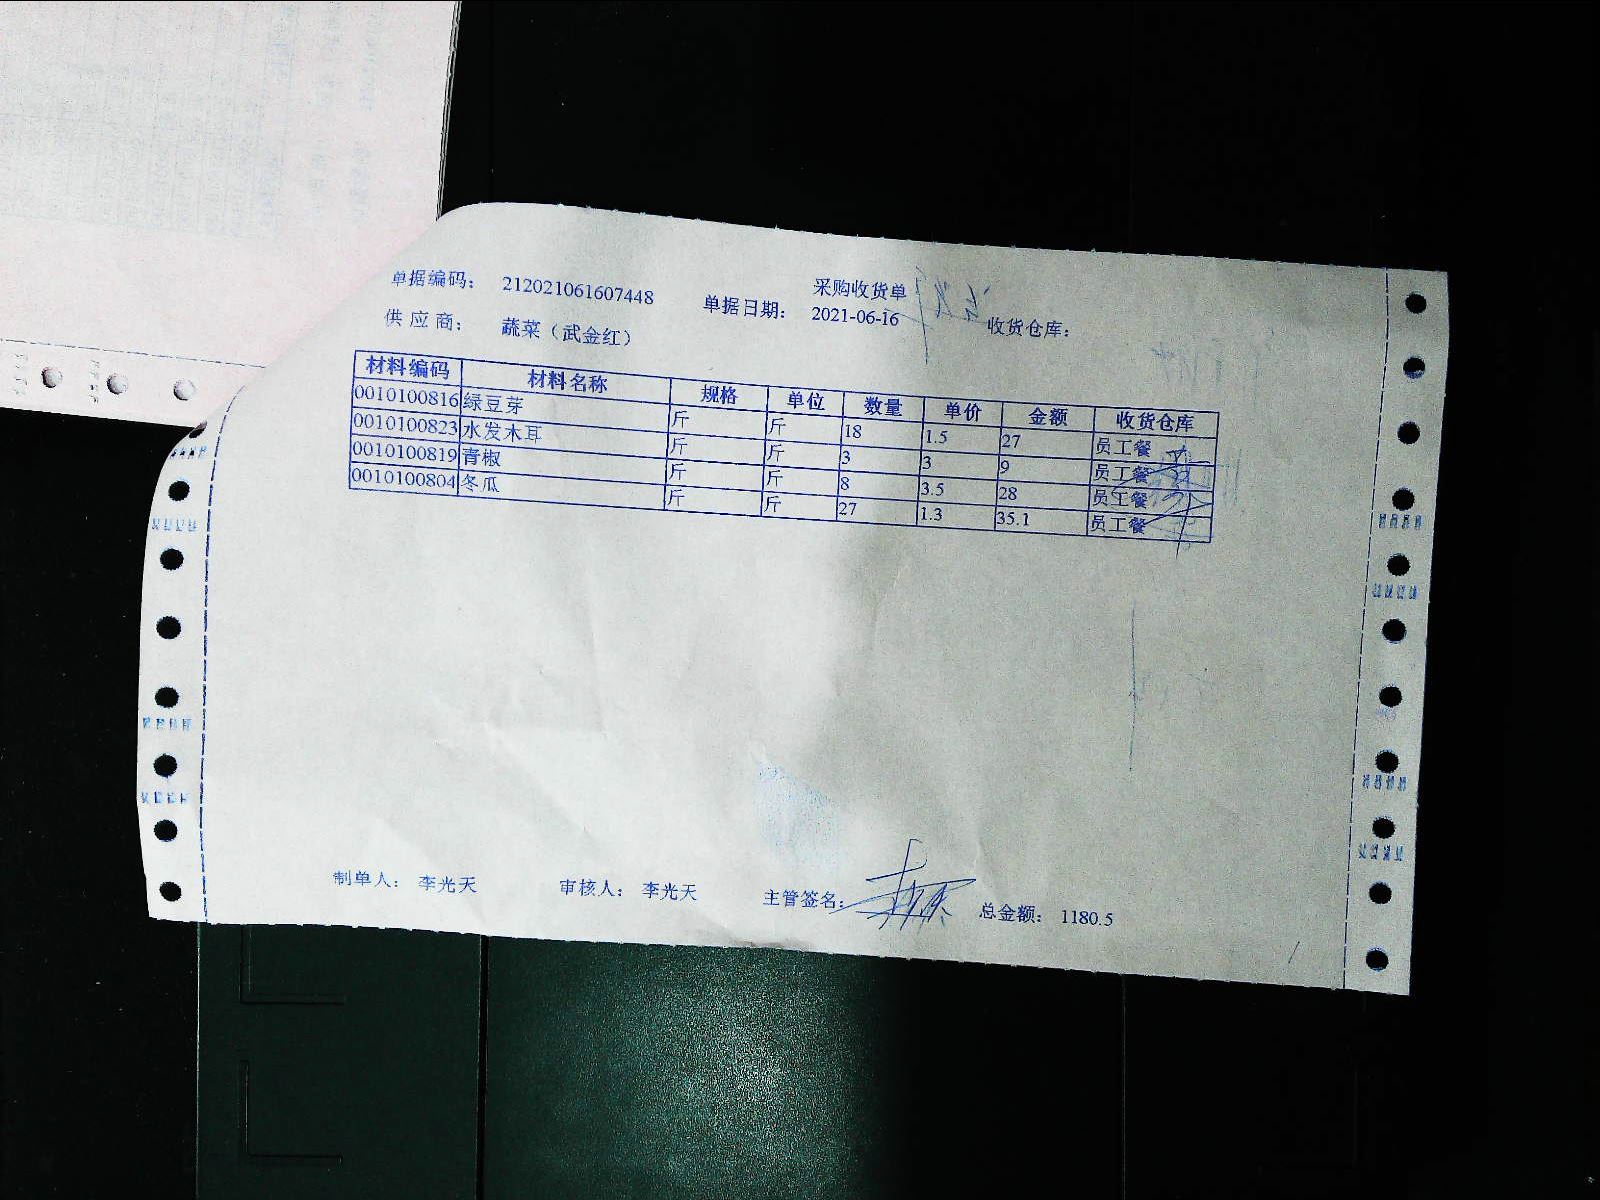 采购收货单
单据编码： 212021061607448 单据日期： 2021-06-16 收货仓库：
供 应 商： 蔬菜（武金红）
材料编码 材料名称 规格 单位 数量 单价 金额 收货仓库
0010100816 绿豆芽 斤 斤 18 1.5 27 员工餐
0010100823 水发木耳 斤 斤 3 3 9 员工餐
0010100819 青椒 斤 斤 8 3.5 28 员工餐
0010100804 冬瓜 斤 斤 27 1.3 35.1 员工餐
制单人： 李光天 审核人： 李光天 主管签名： 总金额： 1180.5